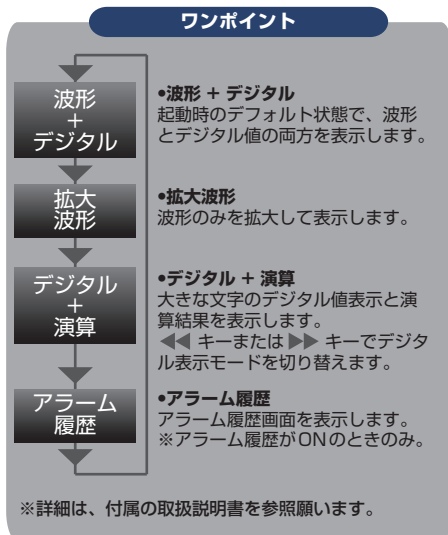 ワンポイント
波形
+
デジタル
•波形 + デジタル
起動時のデフォルト状態で、波形
とデジタル値の両方を表示します。
拡大
波形
•拡大波形
波形のみを拡大して表示します。
デジタル
+
演算
•デジタル + 演算
大きな文字のデジタル値表示と演
算結果を表示します。
◀◀ キーまたは ▶▶ キーでデジタ
ル表示モードを切り替えます。
アラーム
履歴
•アラーム履歴
アラーム履歴画面を表示します。
※アラーム履歴がONのときのみ。
※詳細は、付属の取扱説明書を参照願います。